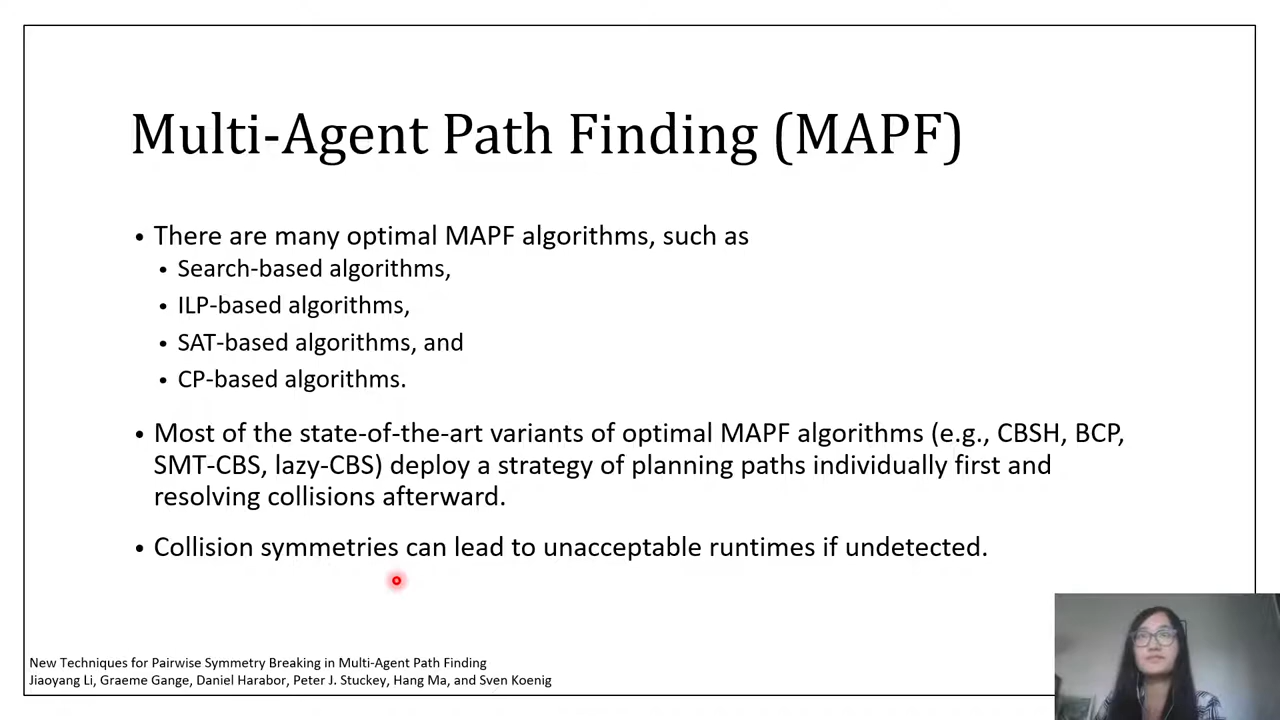 Multi-Agent Path Finding (MAPF)
• There are many optimal MAPF algorithms, such as
• Search-based algorithms,
• ILP-based algorithms,
• SAT-based algorithms, and
• CP-based algorithms.
• Most of the state-of-the-art variants of optimal MAPF algorithms (e.g., CBSH, BCP,
SMT-CBS, lazy-CBS) deploy a strategy of planning paths individually first and
resolving collisions afterward.
• Collision symmetries can lead to unacceptable runtimes if undetected.
New Techniques for Pairwise Symmetry Breaking in Multi-Agent Path Finding
Jiaoyang Li, Graeme Gange, Daniel Harabor, Peter J. Stuckey, Hang Ma, and Sven Koenig